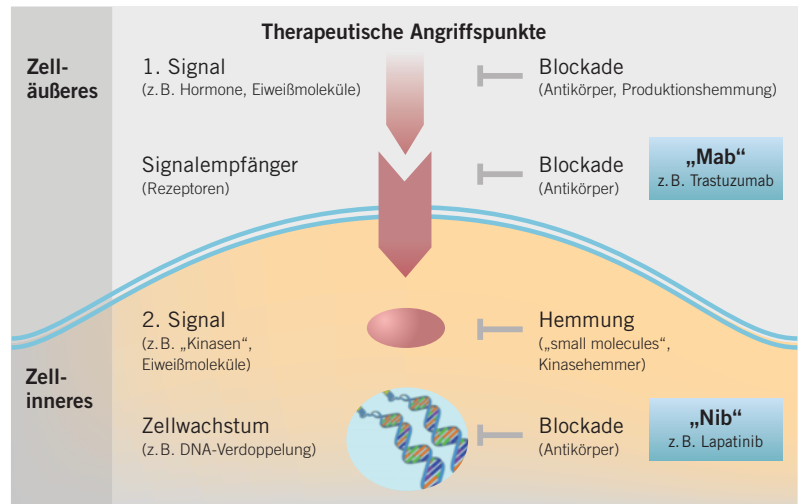 Therapeutische Angriffspunkte
Zell-
äußeres
1. Signal
(z. B. Hormone, Eiweißmoleküle)
Blockade
(Antikörper, Produktionshemmung)
Signalempfänger
(Rezeptoren)
Blockade
(Antikörper)
„Mab“
z. B. Trastuzumab
2. Signal
(z. B. „Kinasen“,
Eiweißmoleküle)
Hemmung
(„small molecules“,
Kinasehemmer)
Zell-
inneres
Zellwachstum
(z. B. DNA-Verdoppelung)
Blockade
(Antikörper)
„Nib“
z. B. Lapatinib